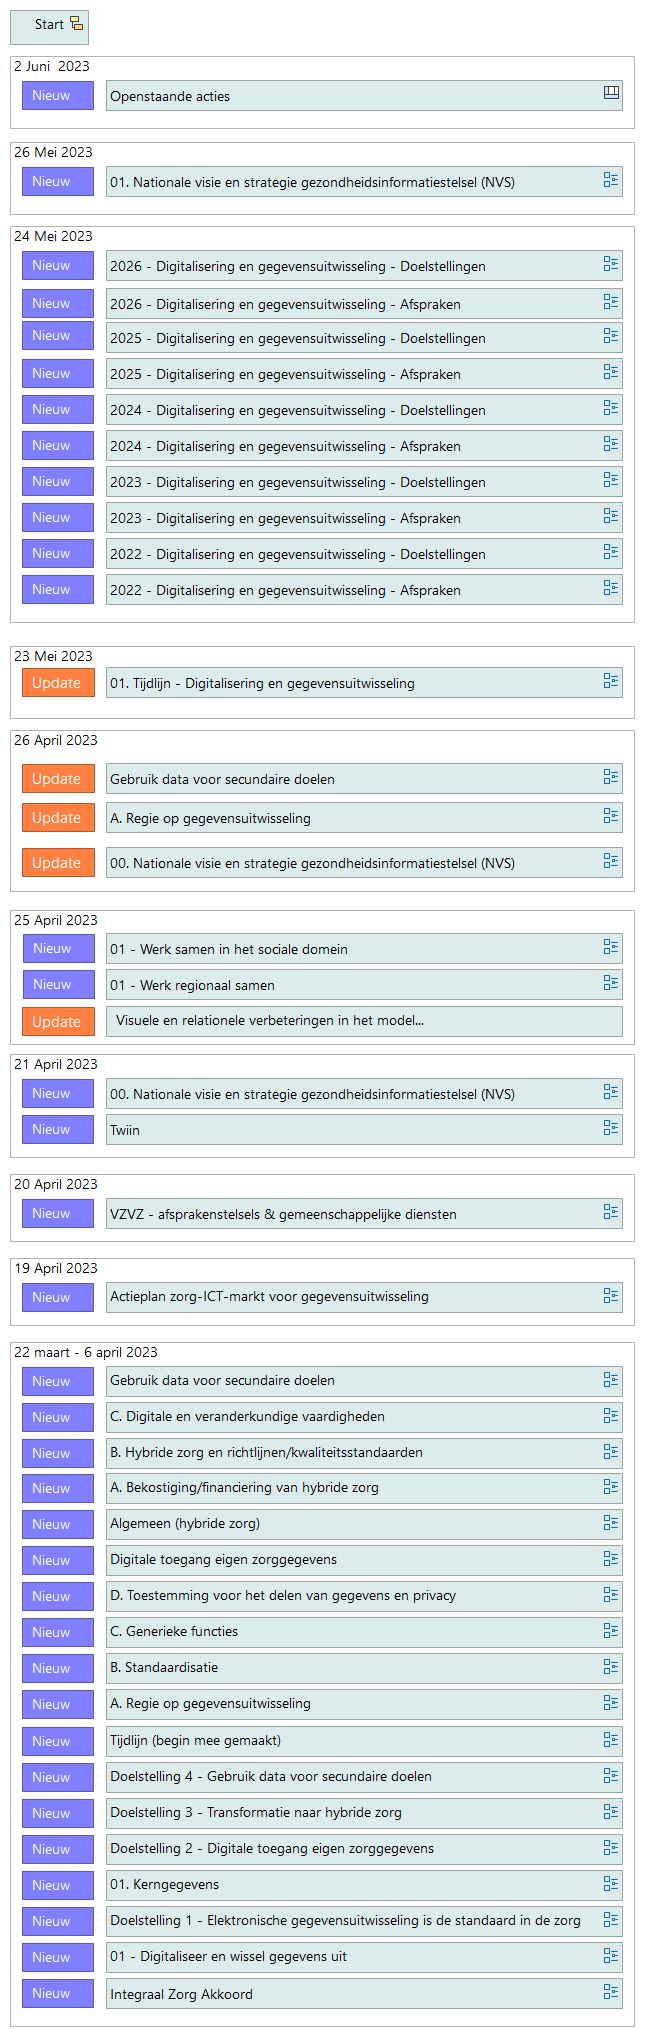 Start
2 Juni  2023
Nieuw Openstaande acties
26 Mei 2023
Nieuw 01. Nationale visie en strategie gezondheidsinformatiestelsel (NVS)
24 Mei 2023
Nieuw 2026 - Digitalisering en gegevensuitwisseling - Doelstellingen
Nieuw 2026 - Digitalisering en gegevensuitwisseling - Afspraken
Nieuw 2025 - Digitalisering en gegevensuitwisseling - Doelstellingen
Nieuw 2025 - Digitalisering en gegevensuitwisseling - Afspraken
Nieuw 2024 - Digitalisering en gegevensuitwisseling - Doelstellingen
Nieuw 2024 - Digitalisering en gegevensuitwisseling - Afspraken
Nieuw 2023 - Digitalisering en gegevensuitwisseling - Doelstellingen
Nieuw 2023 - Digitalisering en gegevensuitwisseling - Afspraken
Nieuw 2022 - Digitalisering en gegevensuitwisseling - Doelstellingen
Nieuw 2022 - Digitalisering en gegevensuitwisseling - Afspraken
23 Mei 2023
Update 01. Tijdlijn - Digitalisering en gegevensuitwisseling
26 April 2023
Update Gebruik data voor secundaire doelen
Update A. Regie op gegevensuitwisseling
Update 00. Nationale visie en strategie gezondheidsinformatiestelsel (NVS)
25 April 2023
Nieuw 01 - Werk samen in het sociale domein
Nieuw 01 - Werk regionaal samen
Update Visuele en relationele verbeteringen in het model...
21 April 2023
Nieuw 00. Nationale visie en strategie gezondheidsinformatiestelsel (NVS)
Nieuw Twiin
20 April 2023
Nieuw VZVZ - afsprakenstelsels & gemeenschappelijke diensten
19 April 2023
Nieuw Actieplan zorg-ICT-markt voor gegevensuitwisseling
22 maart - 6 april 2023
Nieuw Gebruik data voor secundaire doelen
Nieuw C. Digitale en veranderkundige vaardigheden
Nieuw B. Hybride zorg en richtlijnen/kwaliteitsstandaarden
Nieuw A. Bekostiging/financiering van hybride zorg
Nieuw Algemeen (hybride zorg)
Nieuw Digitale toegang eigen zorggegevens
Nieuw D. Toestemming voor het delen van gegevens en privacy
Nieuw C. Generieke functies
Nieuw B. Standaardisatie
Nieuw A. Regie op gegevensuitwisseling
Nieuw Tijdlijn (begin mee gemaakt)
Nieuw Doelstelling 4 - Gebruik data voor secundaire doelen
Nieuw Doelstelling 3 - Transformatie naar hybride zorg
Nieuw Doelstelling 2 - Digitale toegang eigen zorggegevens
Nieuw 01. Kerngegevens
Nieuw Doelstelling 1 - Elektronische gegevensuitwisseling is de standaard in de zorg
Nieuw 01 - Digitaliseer en wissel gegevens uit
Nieuw Integraal Zorg Akkoord